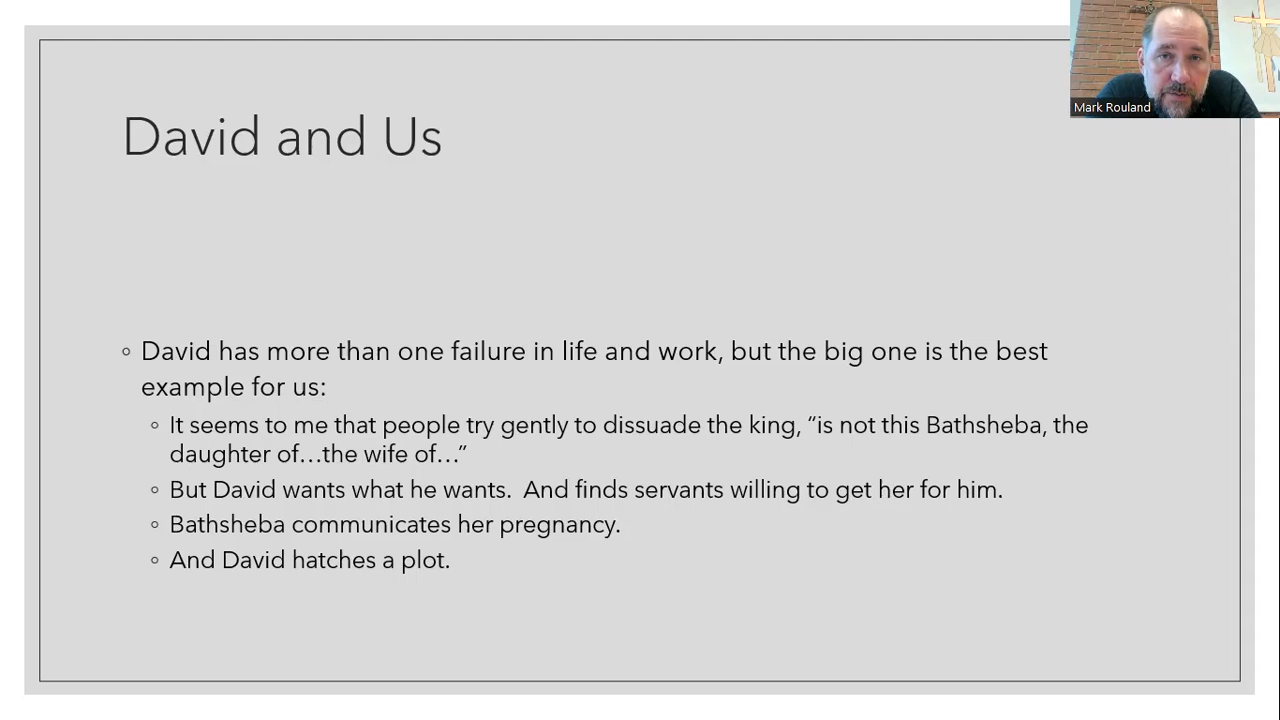 Mark Rouland
David and Us
◦ David has more than one failure in life and work, but the big one is the best
example for us:
◦ It seems to me that people try gently to dissuade the king, “is not this Bathsheba, the
daughter of…the wife of…”
◦ But David wants what he wants.  And finds servants willing to get her for him.
◦ Bathsheba communicates her pregnancy.
◦ And David hatches a plot.